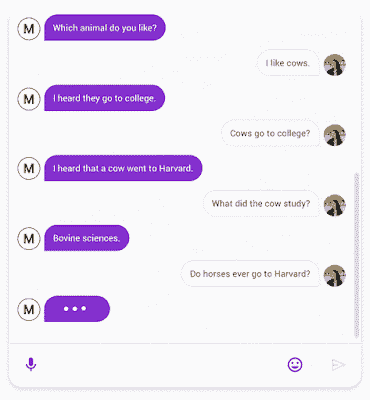 M
Which animal do you like?
I like cows.
M
I heard they go to college.
Cows go to college?
M
I heard that a cow went to Harvard.
What did the cow study?
M
Bovine sciences.
Do horses ever go to Harvard?
M